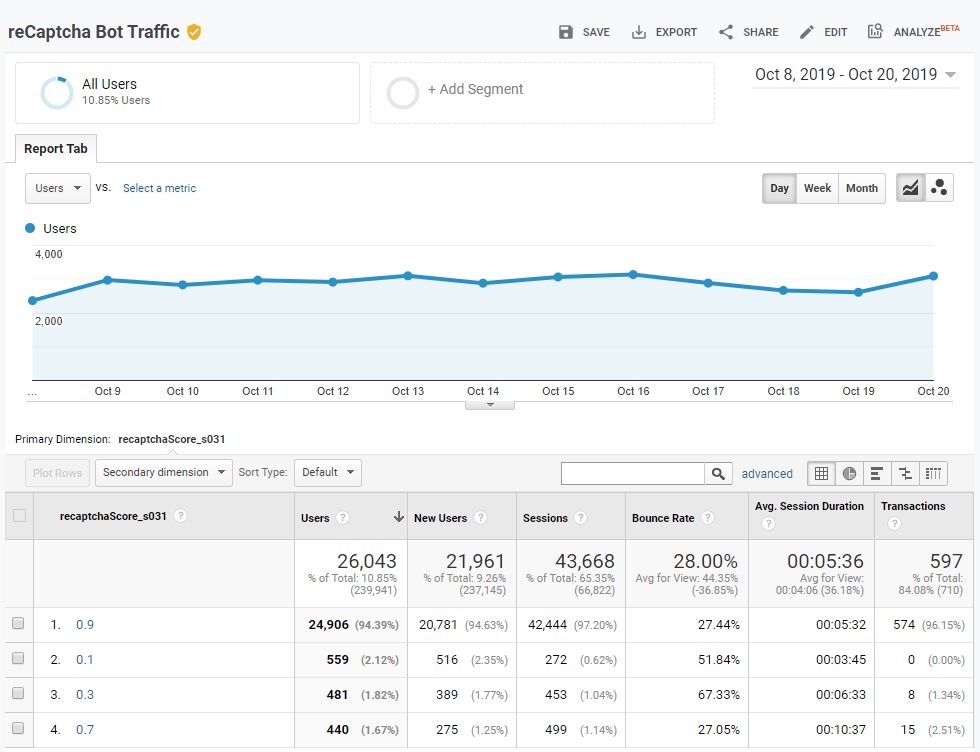 reCaptcha Bot Traffic
SAVE EXPORT SHARE EDIT ANALYZE BETA
All Users
10.85% Users
+ Add Segment
Oct 8, 2019 - Oct 20, 2019
Report Tab
Users VS. Select a metric
Day Week Month
Users
4,000
2,000
... Oct 9 Oct 10 Oct 11 Oct 12 Oct 13 Oct 14 Oct 15 Oct 16 Oct 17 Oct 18 Oct 19 Oct 20
Primary Dimension: recaptchaScore_s031
Plot Rows Secondary dimension Sort Type: Default advanced
recaptchaScore_s031 ? Users ? New Users ? Sessions ? Bounce Rate ? Avg. Session Duration ? Transactions ?
26,043 21,961 43,668 28.00% 00:05:36 597
% of Total: 10.85% % of Total: 9.26% % of Total: 65.35% Avg for View: 44.35% Avg for View: % of Total:
(239,941) (237,145) (66,822) (-36.85%) 00:04:06 (36.18%) 84.08% (710)
1. 0.9 24,906 (94.39%) 20,781 (94.63%) 42,444 (97.20%) 27.44% 00:05:32 574 (96.15%)
2. 0.1 559 (2.12%) 516 (2.35%) 272 (0.62%) 51.84% 00:03:45 0 (0.00%)
3. 0.3 481 (1.82%) 389 (1.77%) 453 (1.04%) 67.33% 00:06:33 8 (1.34%)
4. 0.7 440 (1.67%) 275 (1.25%) 499 (1.14%) 27.05% 00:10:37 15 (2.51%)